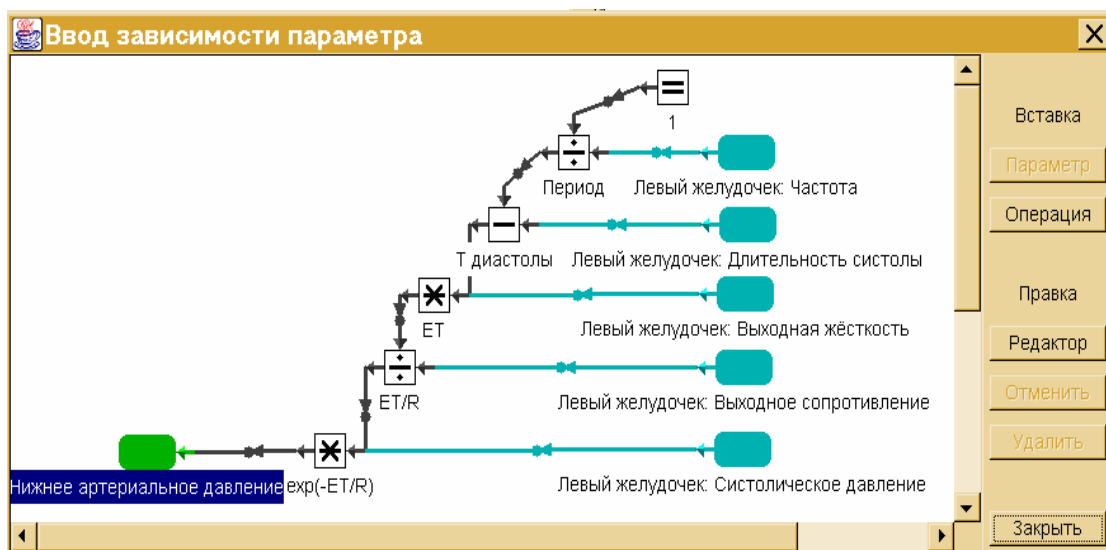 Ввод зависимости параметра
1
Вставка
Параметр
Период
Левый желудочек: Частота
Операция
Т диастолы
Левый желудочек: Длительность систолы
Правка
ET
Левый желудочек: Выходная жёсткость
Редактор
Отменить
ET/R
Левый желудочек: Выходное сопротивление
Удалить
Нижнее артериальное давление
exp(-ET/R)
Левый желудочек: Систолическое давление
Закрыть